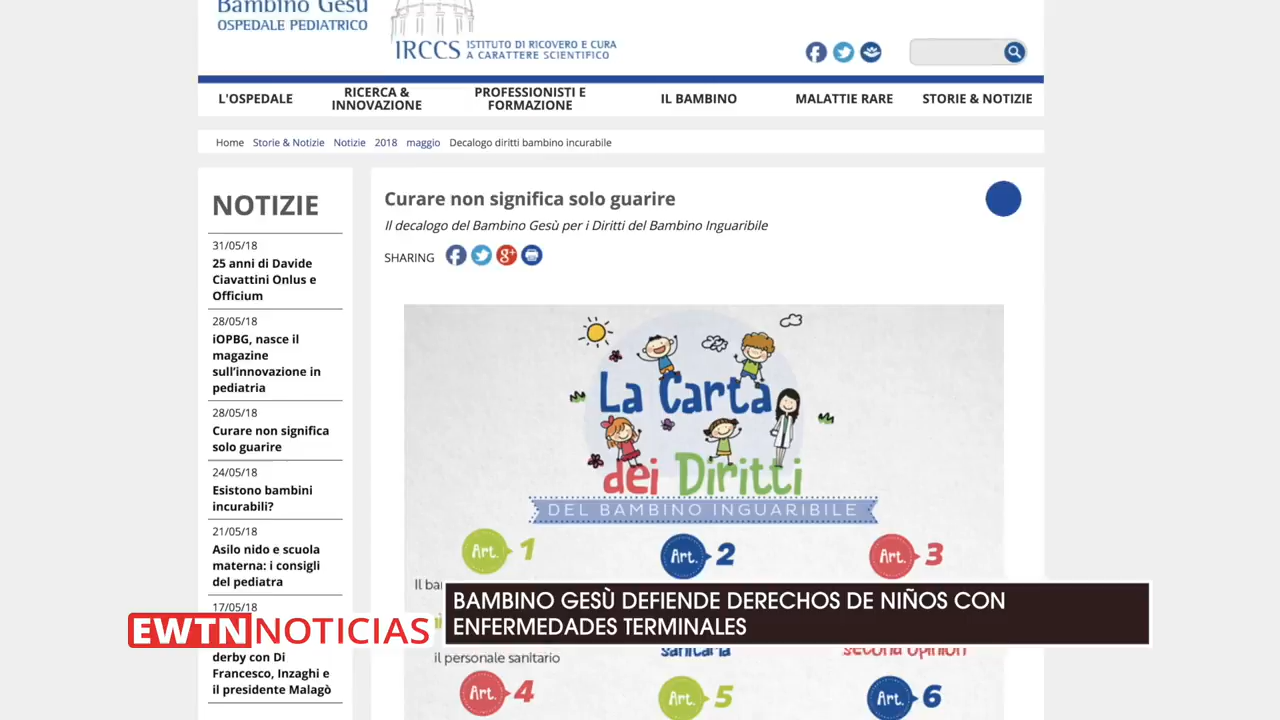 Bambino Gesù
OSPEDALE PEDIATRICO
IRCCS ISTITUTO DI RICOVERO E CURA
A CARATTERE SCIENTIFICO
L'OSPEDALE
RICERCA &
INNOVAZIONE
PROFESSIONISTI E
FORMAZIONE
IL BAMBINO
MALATTIE RARE
STORIE & NOTIZIE
Home Storie & Notizie Notizie 2018 maggio Decalogo diritti bambino incurabile
NOTIZIE
31/05/18
25 anni di Davide
Ciavattini Onlus e
Officium
28/05/18
iOPBG, nasce il
magazine
sull'innovazione in
pediatria
28/05/18
Curare non significa
solo guarire
24/05/18
Esistono bambini
incurabili?
21/05/18
Asilo nido e scuola
materna: i consigli
del pediatra
17/05/18
derby con Di
Francesco, Inzaghi e
il presidente Malagò
Curare non significa solo guarire
Il decalogo del Bambino Gesù per i Diritti del Bambino Inguaribile
SHARING
La Carta
dei Diritti
DEL BAMBINO INGUARIBILE
Art. 1
Art. 2
Art. 3
Il
il personale sanitario
sanitaria
second opinion
Art. 4
Art. 5
Art. 6
EWTN NOTICIAS
BAMBINO GESÙ DEFIENDE DERECHOS DE NIÑOS CON
ENFERMEDADES TERMINALES